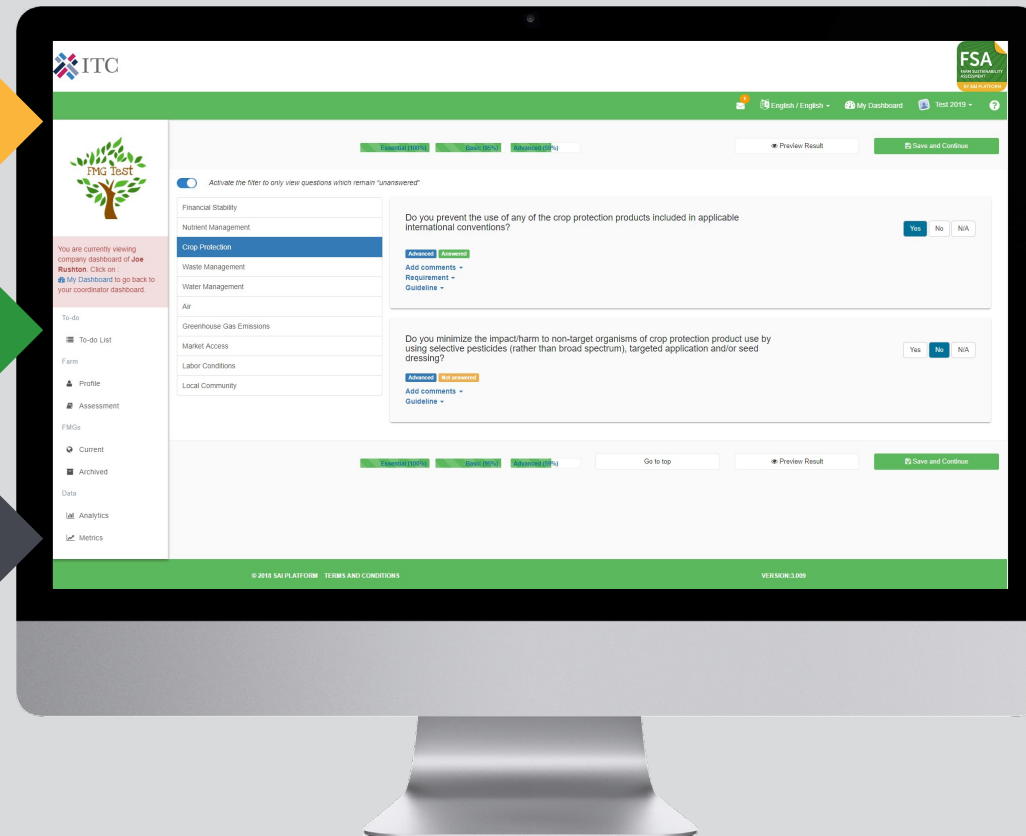 ITC
FSA
FARM SUSTAINABILITY
ASSESSMENT
BY SAI PLATFORM
1
English / English
My Dashboard
Test 2019
?
FMG Test
Essential (100%)
Basic (95%)
Advanced (59%)
Preview Result
Save and Continue
Activate the filter to only view questions which remain "unanswered"
You are currently viewing
company dashboard of Joe
Rushton. Click on :
My Dashboard to go back to
your coordinator dashboard.
To-do
To-do List
Farm
Profile
Assessment
FMGs
Current
Archived
Data
Analytics
Metrics
Financial Stability
Nutrient Management
Crop Protection
Waste Management
Water Management
Air
Greenhouse Gas Emissions
Market Access
Labor Conditions
Local Community
Do you prevent the use of any of the crop protection products included in applicable
international conventions?
Yes No N/A
Advanced Answered
Add comments
Requirement
Guideline
Do you minimize the impact/harm to non-target organisms of crop protection product use by
using selective pesticides (rather than broad spectrum), targeted application and/or seed
dressing?
Yes No N/A
Advanced Not answered
Add comments
Guideline
Essential (100%)
Basic (95%)
Advanced (59%)
Go to top
Preview Result
Save and Continue
© 2018 SAI PLATFORM TERMS AND CONDITIONS
VERSION:3.009